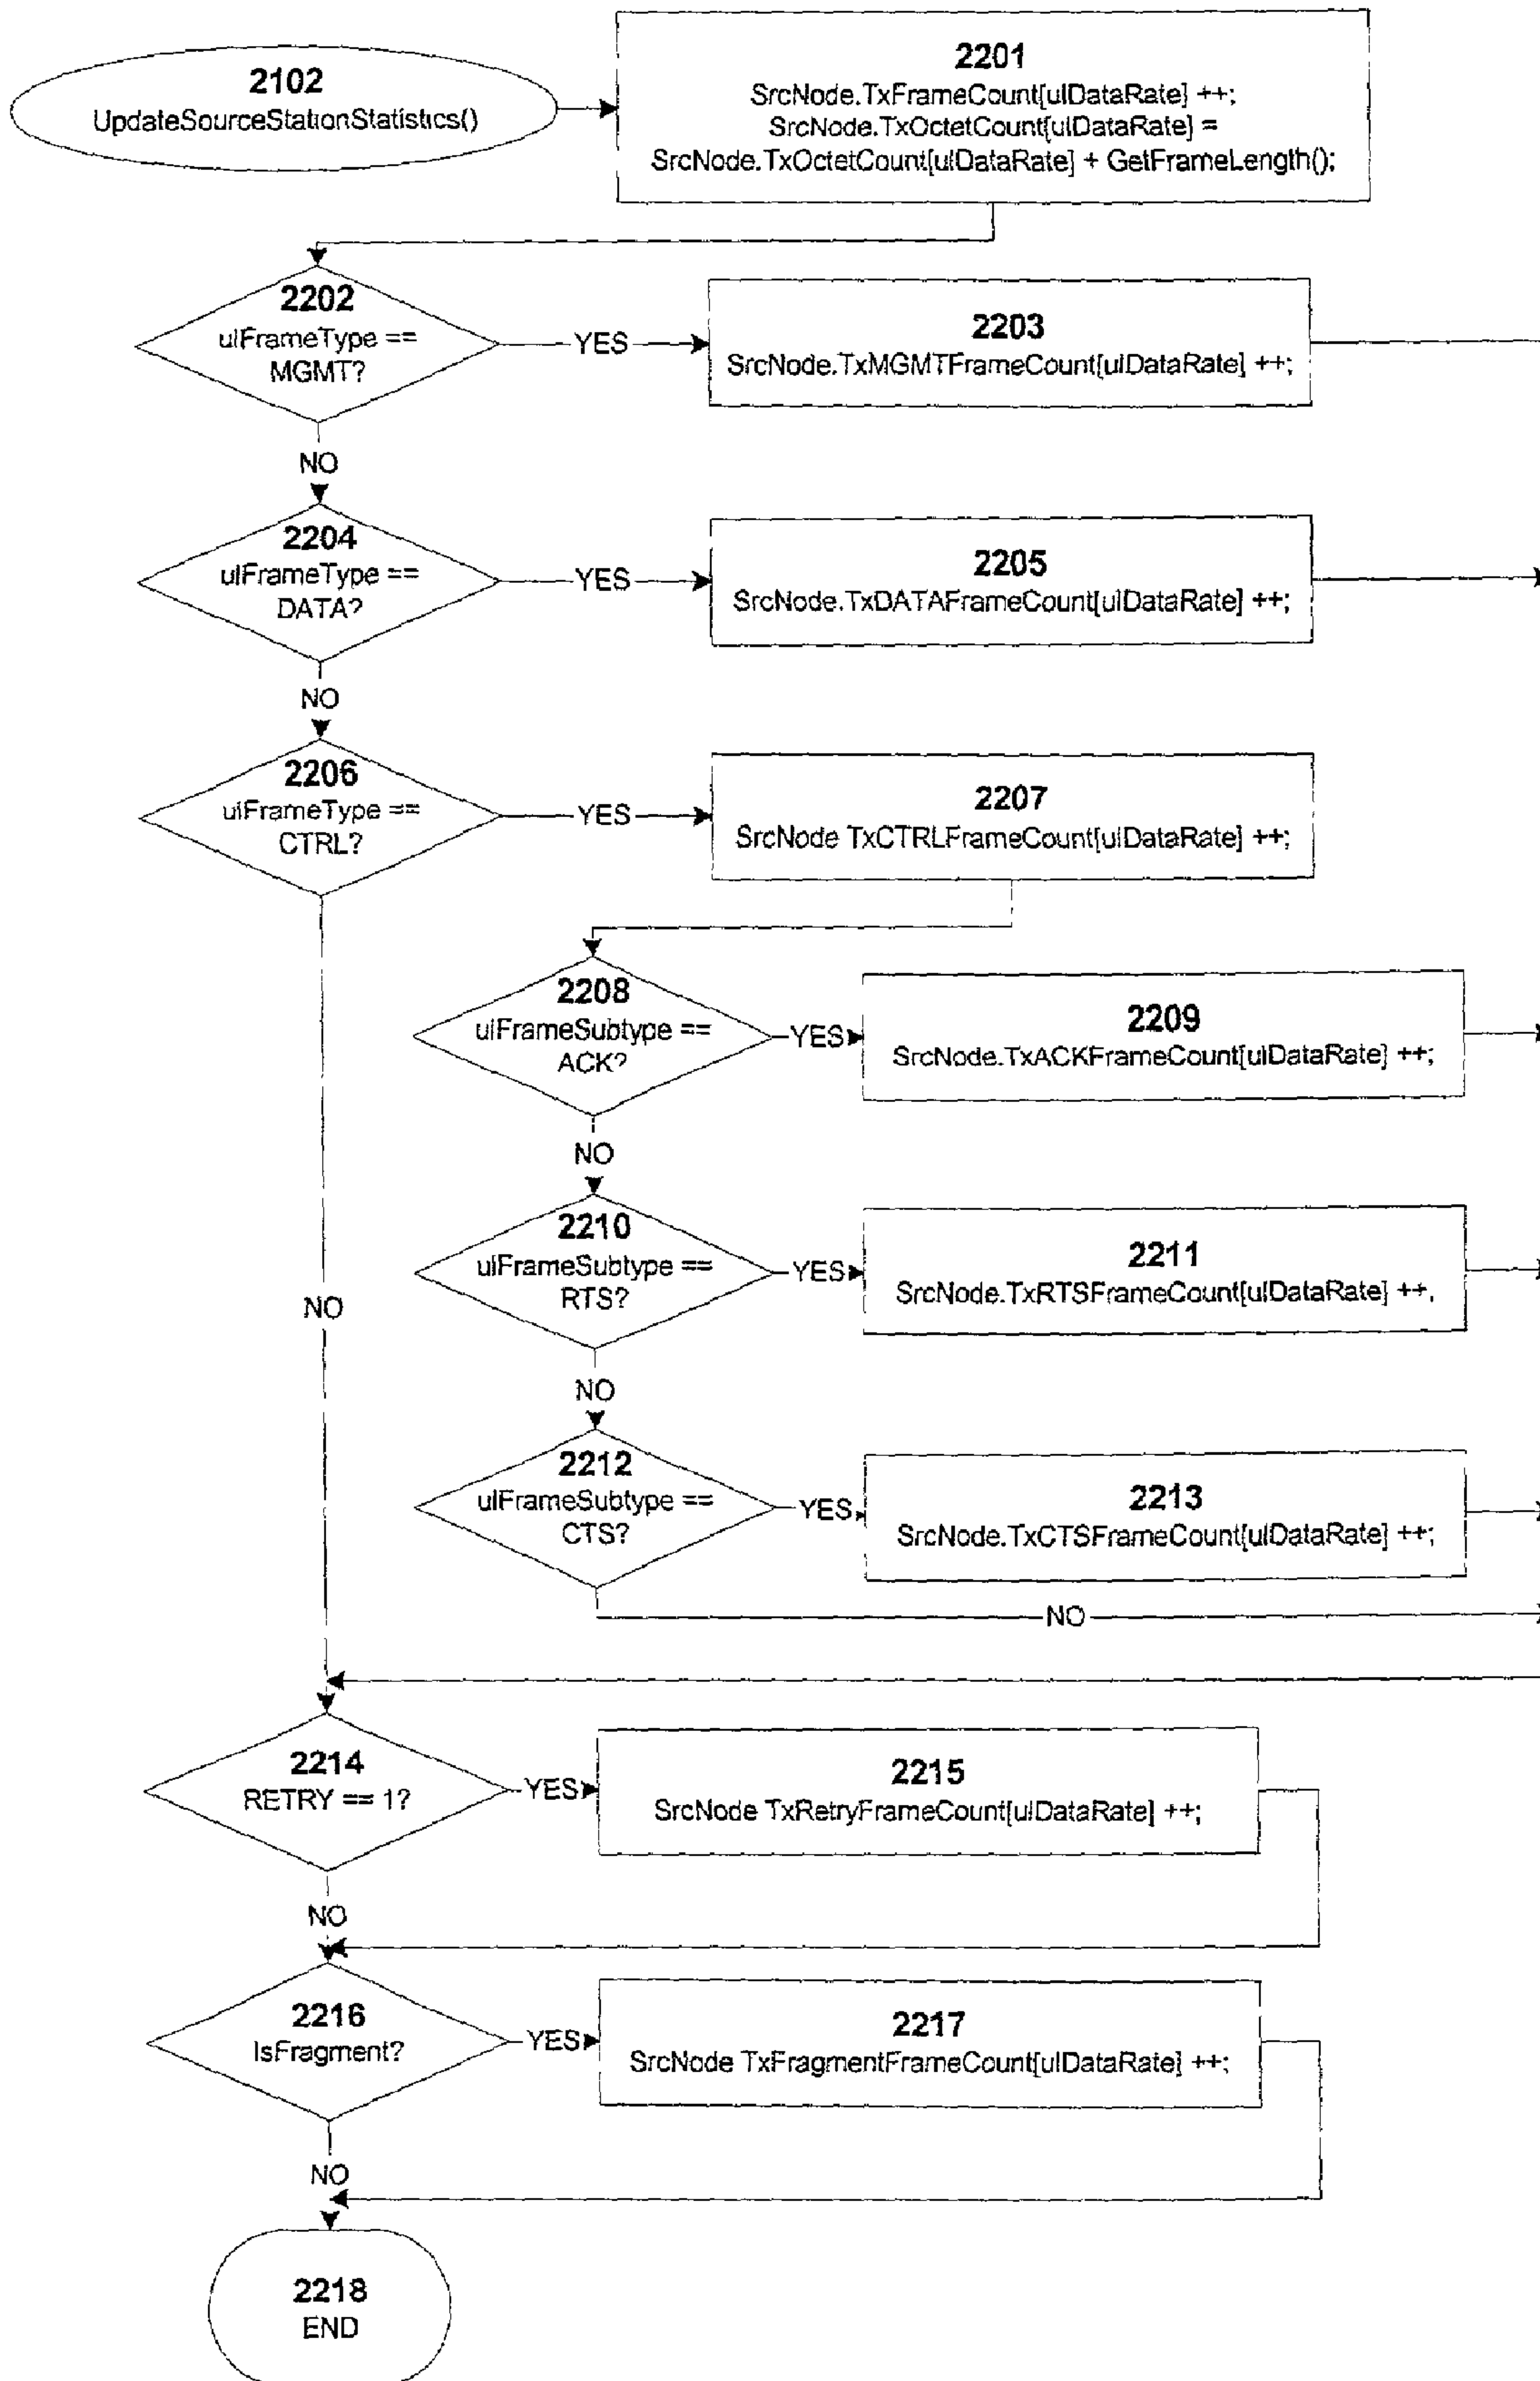 2102
UpdateSourceStationStatistics()
2201
SrcNode.TxFrameCount[ulDataRate] ++;
SrcNode.TxOctetCount[ulDataRate] =
SrcNode.TxOctetCount[ulDataRate] + GetFrameLength();
2202
ulFrameType ==
MGMT?
YES
2203
SrcNode.TxMGMTFrameCount[ulDataRate] ++;
NO
2204
ulFrameType ==
DATA?
YES
2205
SrcNode.TxDATAFrameCount[ulDataRate] ++;
NO
2206
ulFrameType ==
CTRL?
YES
2207
SrcNode TxCTRLFrameCount[ulDataRate] ++;
2208
ulFrameSubtype ==
ACK?
YES
2209
SrcNode.TxACKFrameCount[ulDataRate] ++;
NO
2210
ulFrameSubtype ==
RTS?
YES
2211
SrcNode.TxRTSFrameCount[ulDataRate] ++,
NO
NO
2212
ulFrameSubtype ==
CTS?
YES
2213
SrcNode.TxCTSFrameCount[ulDataRate] ++;
NO
2214
RETRY == 1?
YES
2215
SrcNode TxRetryFrameCount[ulDataRate] ++;
NO
2216
IsFragment?
YES
2217
SrcNode TxFragmentFrameCount[ulDataRate] ++;
NO
2218
END